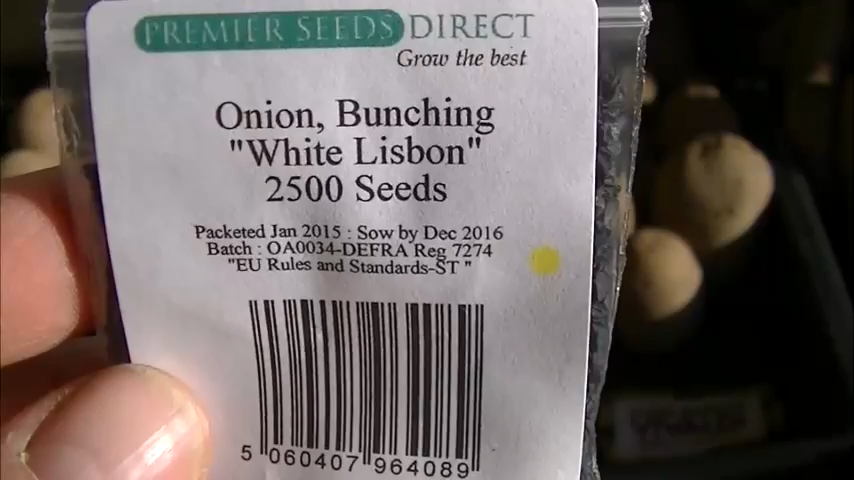 PREMIER SEEDS DIRECT
Grow the best
Onion, Bunching
"White Lisbon"
2500 Seeds
Packeted Jan 2015 : Sow by Dec 2016
Batch : OA0034-DEFRA Reg 7274
"EU Rules and Standards-ST "
5 060407 964089